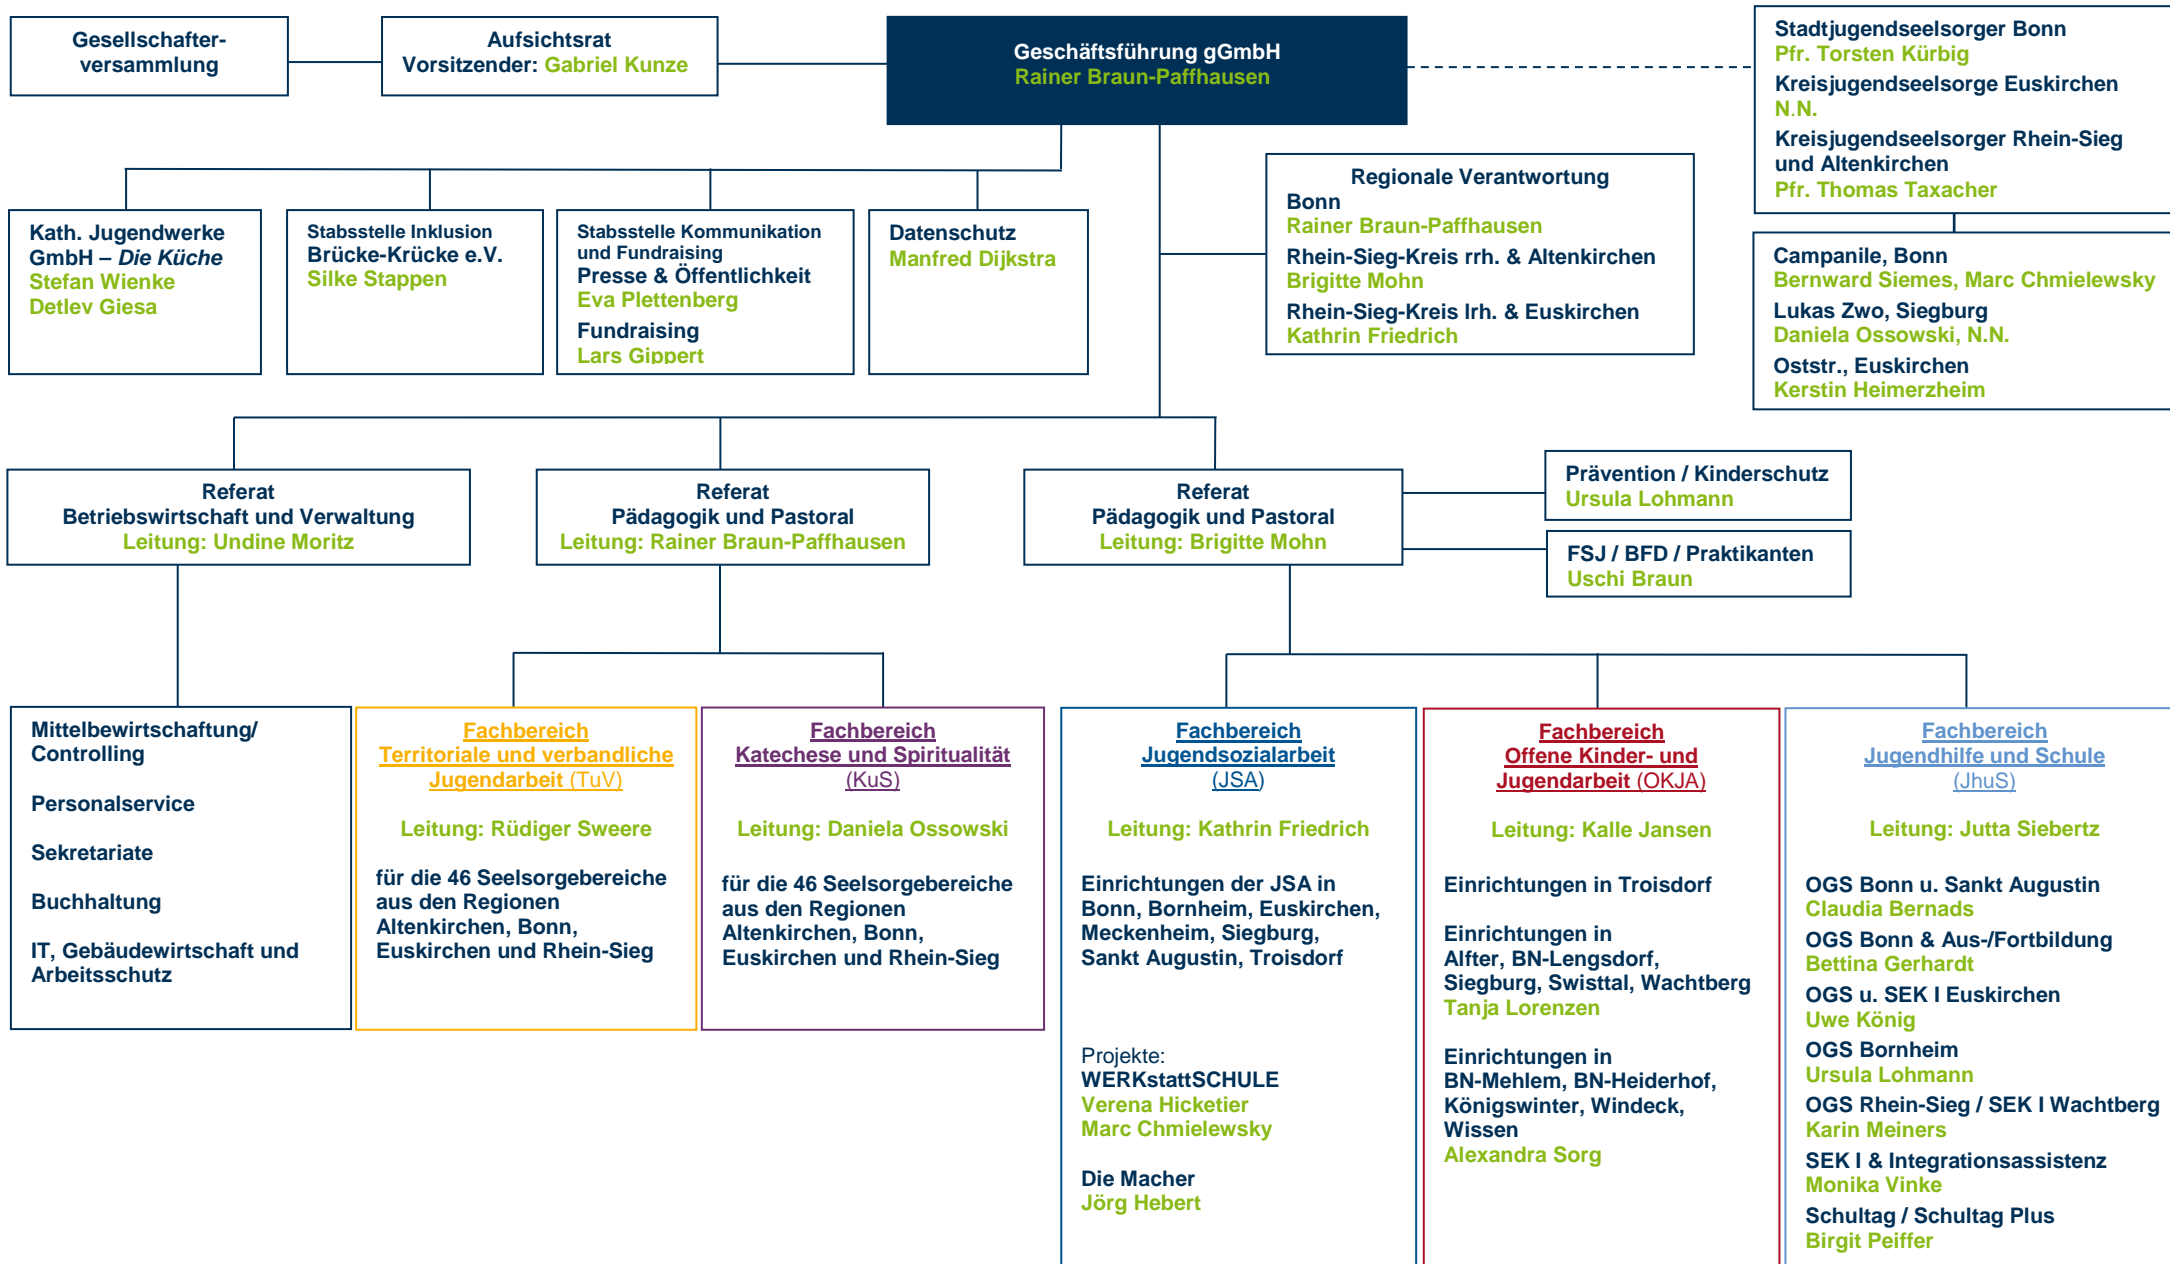 Gesellschafter-
versammlung
Aufsichtsrat
Vorsitzender: Gabriel Kunze
Geschäftsführung gGmbH
Rainer Braun-Paffhausen
Stadtjugendseelsorger Bonn
Pfr. Torsten Kürbig
Kreisjugendseelsorge Euskirchen
N.N.
Kreisjugendseelsorger Rhein-Sieg
und Altenkirchen
Pfr. Thomas Taxacher
Kath. Jugendwerke
GmbH – Die Küche
Stefan Wienke
Detlev Giesa
Stabsstelle Inklusion
Brücke-Krücke e.V.
Silke Stappen
Stabsstelle Kommunikation
und Fundraising
Presse & Öffentlichkeit
Eva Plettenberg
Fundraising
Lars Gippert
Datenschutz
Manfred Dijkstra
Regionale Verantwortung
Bonn
Rainer Braun-Paffhausen
Rhein-Sieg-Kreis rrh. & Altenkirchen
Brigitte Mohn
Rhein-Sieg-Kreis lrh. & Euskirchen
Kathrin Friedrich
Campanile, Bonn
Bernward Siemes, Marc Chmielewsky
Lukas Zwo, Siegburg
Daniela Ossowski, N.N.
Oststr., Euskirchen
Kerstin Heimerzheim
Referat
Betriebswirtschaft und Verwaltung
Leitung: Undine Moritz
Referat
Pädagogik und Pastoral
Leitung: Rainer Braun-Paffhausen
Referat
Pädagogik und Pastoral
Leitung: Brigitte Mohn
Prävention / Kinderschutz
Ursula Lohmann
FSJ / BFD / Praktikanten
Uschi Braun
Mittelbewirtschaftung/
Controlling
Personalservice
Sekretariate
Buchhaltung
IT, Gebäudewirtschaft und
Arbeitsschutz
Fachbereich
Territoriale und verbandliche
Jugendarbeit (TuV)
Leitung: Rüdiger Sweere
für die 46 Seelsorgebereiche
aus den Regionen
Altenkirchen, Bonn,
Euskirchen und Rhein-Sieg
Fachbereich
Katechese und Spiritualität
(KuS)
Leitung: Daniela Ossowski
für die 46 Seelsorgebereiche
aus den Regionen
Altenkirchen, Bonn,
Euskirchen und Rhein-Sieg
Fachbereich
Jugendsozialarbeit
(JSA)
Leitung: Kathrin Friedrich
Einrichtungen der JSA in
Bonn, Bornheim, Euskirchen,
Meckenheim, Siegburg,
Sankt Augustin, Troisdorf
Projekte:
WERKstattSCHULE
Verena Hicketier
Marc Chmielewsky
Die Macher
Jörg Hebert
Fachbereich
Offene Kinder- und
Jugendarbeit (OKJA)
Leitung: Kalle Jansen
Einrichtungen in Troisdorf
Einrichtungen in
Alfter, BN-Lengsdorf,
Siegburg, Swisttal, Wachtberg
Tanja Lorenzen
Einrichtungen in
BN-Mehlem, BN-Heiderhof,
Königswinter, Windeck,
Wissen
Alexandra Sorg
Fachbereich
Jugendhilfe und Schule
(JhuS)
Leitung: Jutta Siebertz
OGS Bonn u. Sankt Augustin
Claudia Bernads
OGS Bonn & Aus-/Fortbildung
Bettina Gerhardt
OGS u. SEK I Euskirchen
Uwe König
OGS Bornheim
Ursula Lohmann
OGS Rhein-Sieg / SEK I Wachtberg
Karin Meiners
SEK I & Integrationsassistenz
Monika Vinke
Schultag / Schultag Plus
Birgit Peiffer